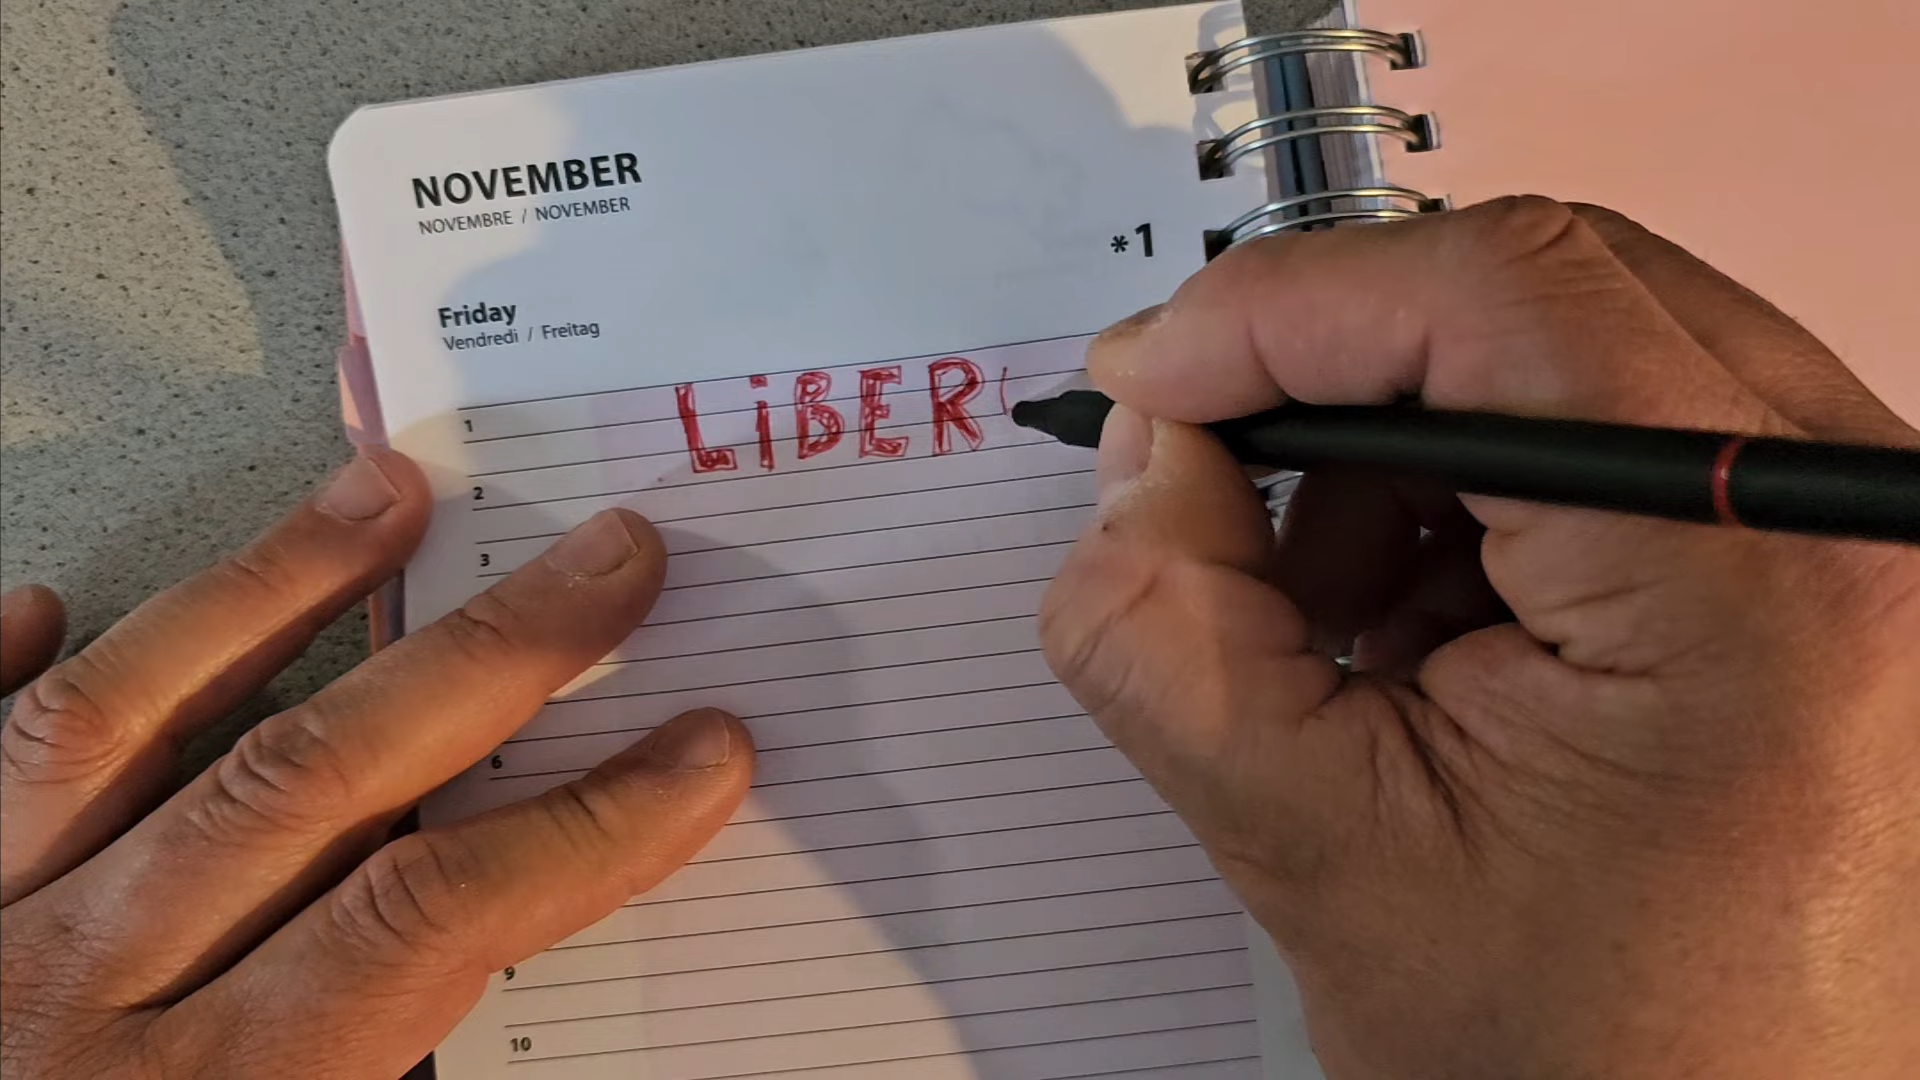 NOVEMBER
NOVEMBRE / NOVEMBER
*1
Friday
Vendredi / Freitag
LiBER
1
2
3
6
9
10